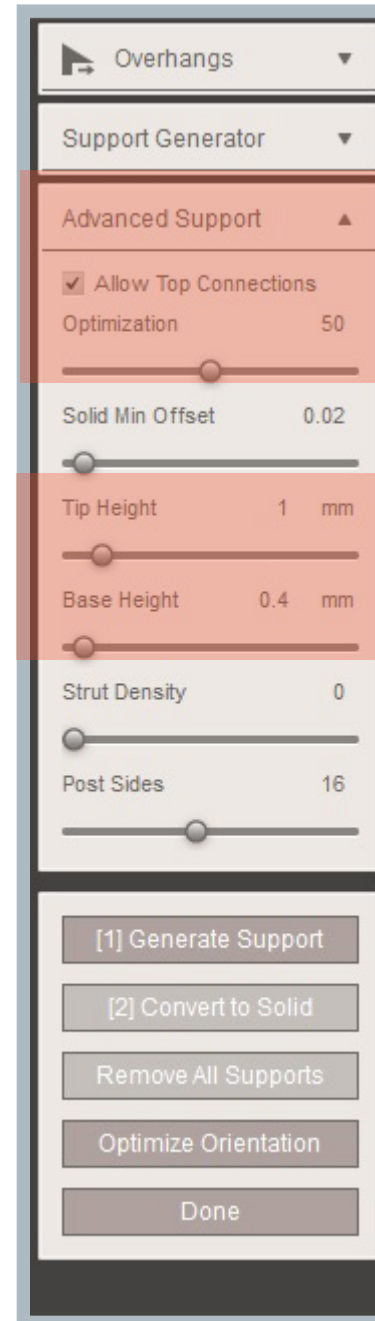 Overhangs
Support Generator
Advanced Support
Allow Top Connections
Optimization 50
Solid Min Offset 0.02
Tip Height 1 mm
Base Height 0.4 mm
Strut Density 0
Post Sides 16
[1] Generate Support
[2] Convert to Solid
Remove All Supports
Optimize Orientation
Done